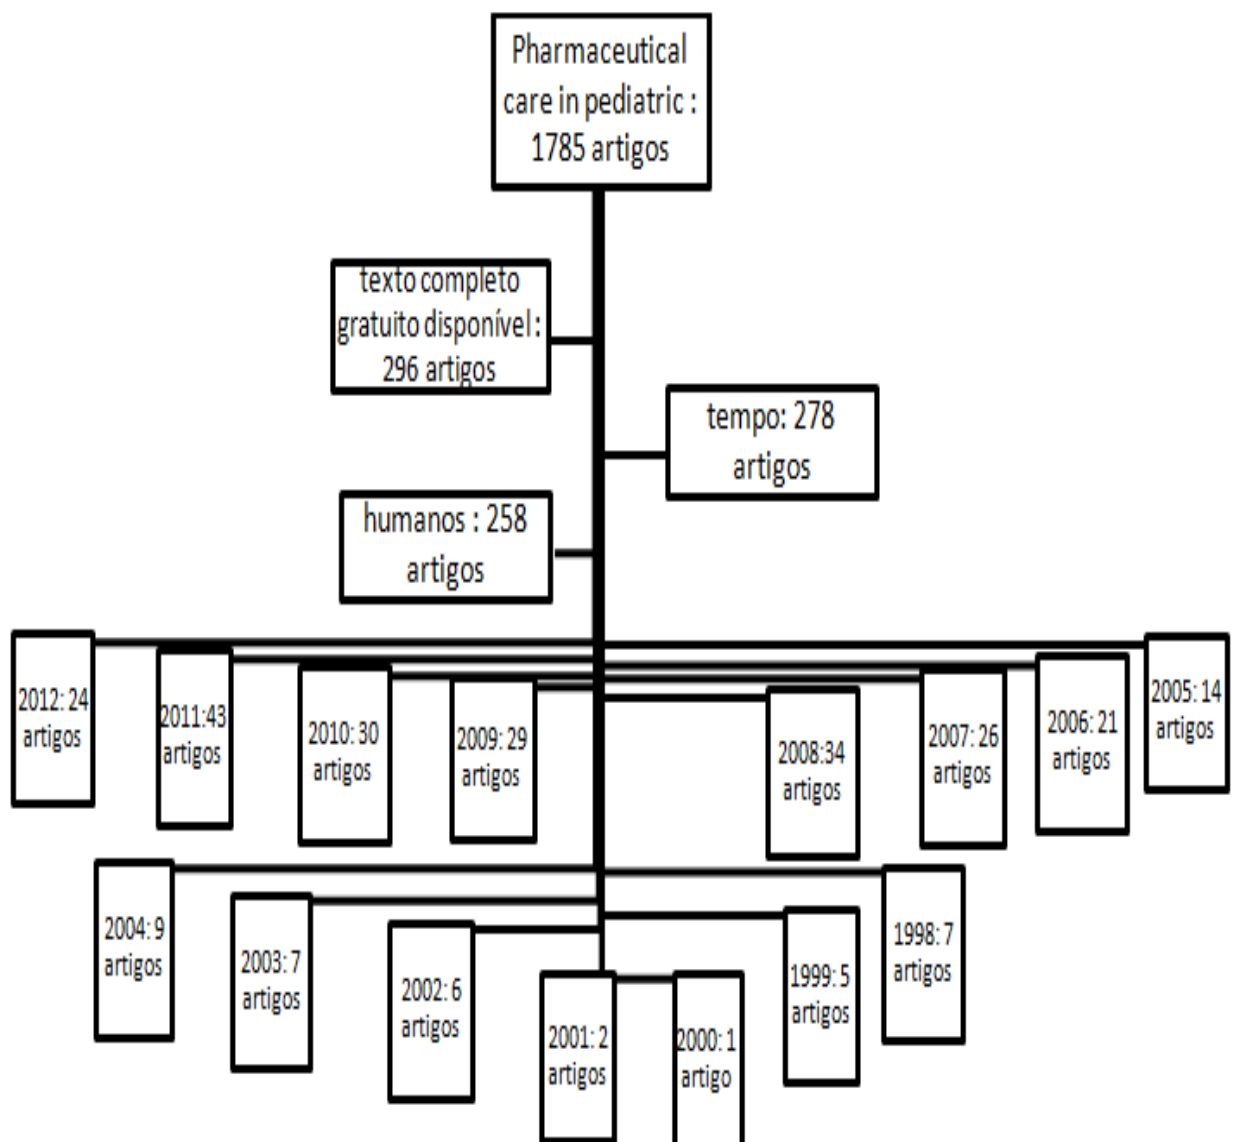 Pharmaceutical
care in pediatric :
1785 artigos
texto completo
gratuito disponível :
296 artigos
tempo: 278
artigos
humanos : 258
artigos
2012: 24
artigos
2011:43
artigos
2010: 30
artigos
2009: 29
artigos
2008:34
artigos
2007: 26
artigos
2006: 21
artigos
2005: 14
artigos
2004: 9
artigos
2003: 7
artigos
2002: 6
artigos
2001: 2
artigos
2000: 1
artigo
1999: 5
artigos
1998: 7
artigos